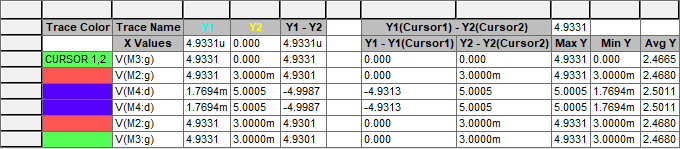 Trace Color Trace Name Y1 Y2 Y1 - Y2 Y1(Cursor1) - Y2(Cursor2) 4.9331
X Values 4.9331u 0.000 4.9331u Y1 - Y1(Cursor1) Y2 - Y2(Cursor2) Max Y Min Y Avg Y
CURSOR 1,2 V(M3:g) 4.9331 0.000 4.9331 0.000 0.000 4.9331 0.000 2.4665
V(M2:g) 4.9331 3.0000m 4.9301 0.000 3.0000m 4.9331 3.0000m 2.4680
V(M4:d) 1.7694m 5.0005 -4.9987 -4.9313 5.0005 5.0005 1.7694m 2.5011
V(M4:d) 1.7694m 5.0005 -4.9987 -4.9313 5.0005 5.0005 1.7694m 2.5011
V(M2:g) 4.9331 3.0000m 4.9301 0.000 3.0000m 4.9331 3.0000m 2.4680
V(M3:g) 4.9331 3.0000m 4.9301 0.000 3.0000m 4.9331 3.0000m 2.4680